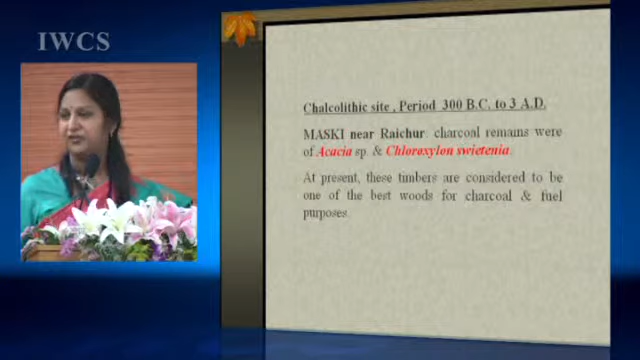 IWCS
Chalcolithic site , Period 300 B.C. to 3 A.D.
MASKI near Raichur charcoal remains were
of Acacia sp. & Chloroxylon swietenia.
At present, these timbers are considered to be
one of the best woods for charcoal & fuel
purposes